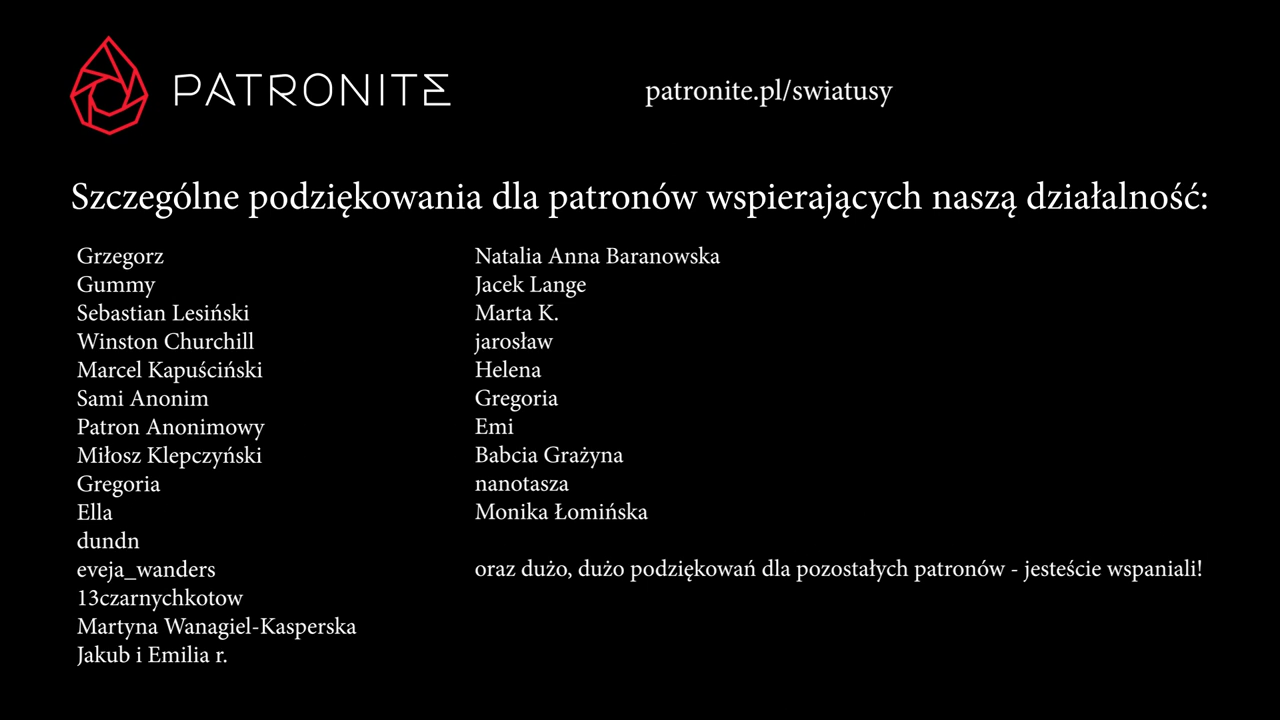 PATRONITE
patronite.pl/swiatusy
Szczególne podziękowania dla patronów wspierających naszą działalność:
Grzegorz
Gummy
Sebastian Lesiński
Winston Churchill
Marcel Kapuściński
Sami Anonim
Patron Anonimowy
Miłosz Klepczyński
Gregoria
Ella
dundn
eveja_wanders
13czarnychkotow
Martyna Wanagiel-Kasperska
Jakub i Emilia r.
Natalia Anna Baranowska
Jacek Lange
Marta K.
jarosław
Helena
Gregoria
Emi
Babcia Grażyna
nanotasza
Monika Łomińska
oraz dużo, dużo podziękowań dla pozostałych patronów - jesteście wspaniali!